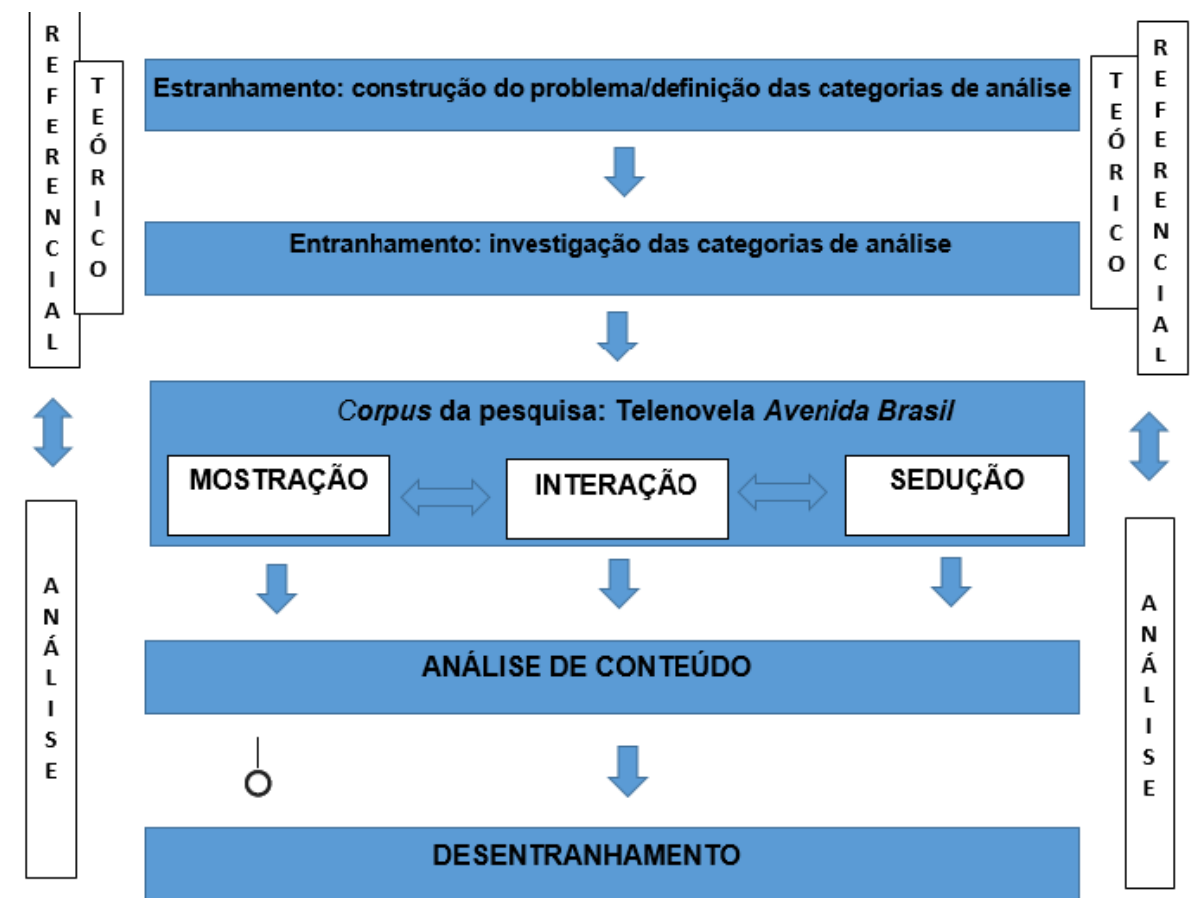 REFERENCIAL
TEÓRICO
Estranhamento: construção do problema/definição das categorias de análise
TEÓRICO
REFERENCIAL
Entranhamento: investigação das categorias de análise
Corpus da pesquisa: Telenovela Avenida Brasil
MOSTRAÇÃO
INTERAÇÃO
SEDUÇÃO
ANÁLISE
ANÁLISE DE CONTEÚDO
ANÁLISE
DESENTRANHAMENTO